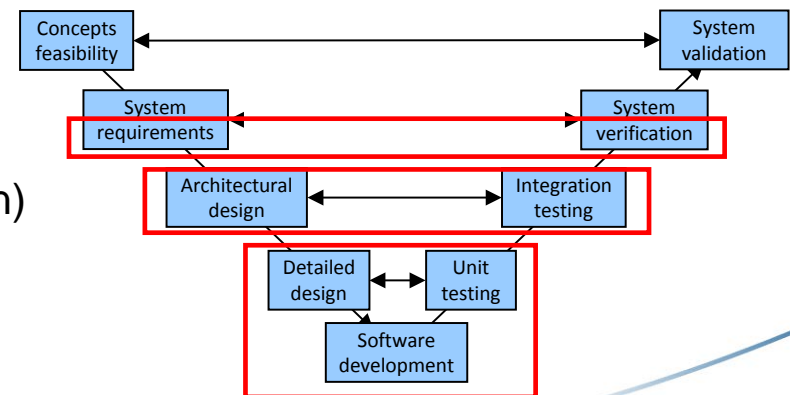 Concepts
feasibility
System
validation
System
requirements
System
verification
n)
Architectural
design
Integration
testing
Detailed
design
Unit
testing
Software
development